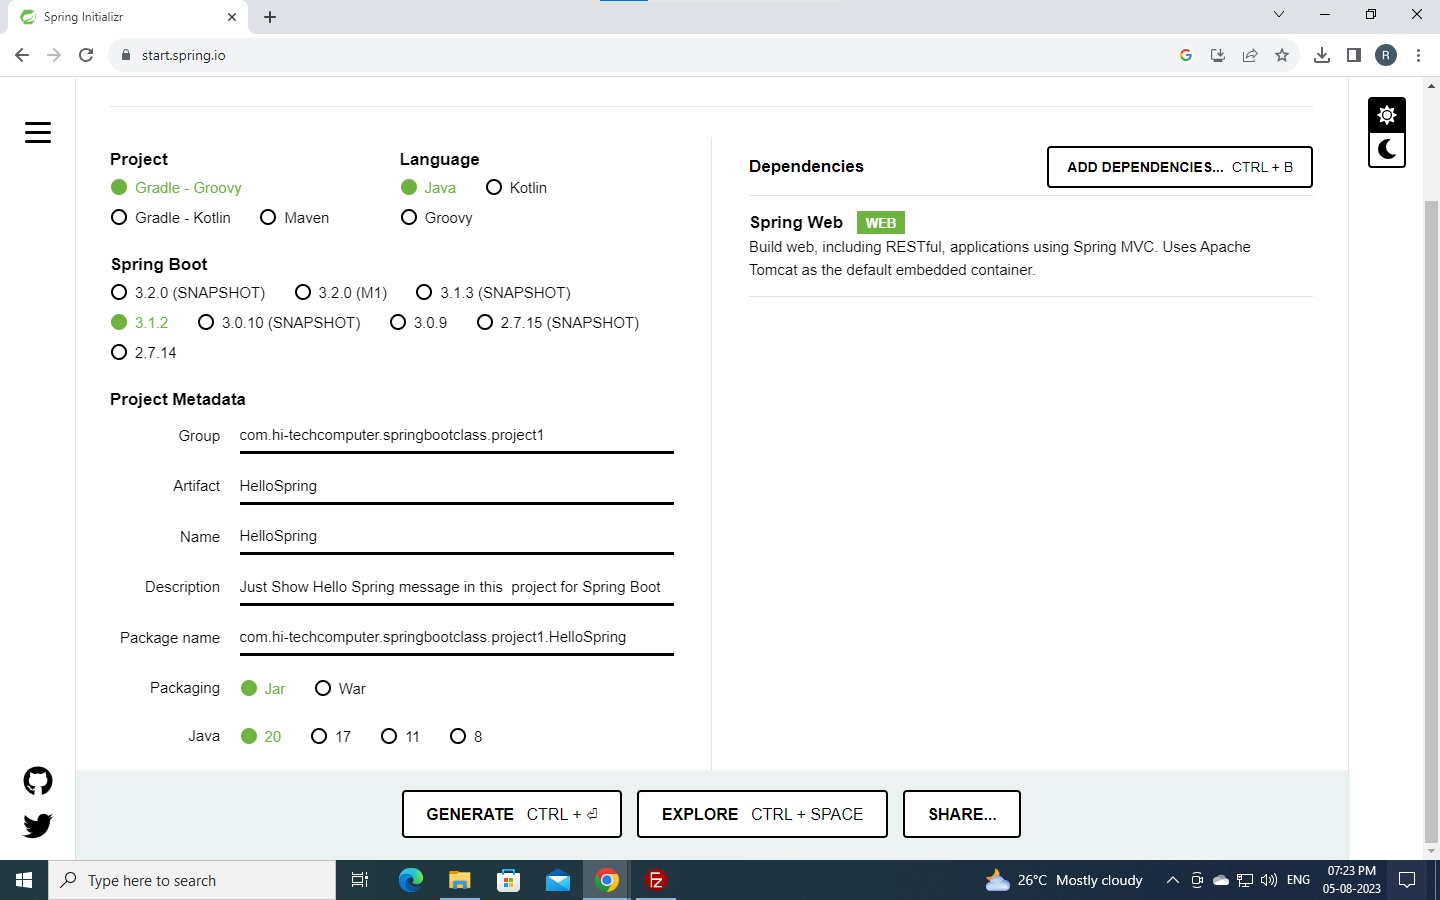 Spring Initializr
start.spring.io
R
Project
Gradle - Groovy
Gradle - Kotlin Maven
Language
Java Kotlin
Groovy
Spring Boot
3.2.0 (SNAPSHOT) 3.2.0 (M1) 3.1.3 (SNAPSHOT)
3.1.2 3.0.10 (SNAPSHOT) 3.0.9 2.7.15 (SNAPSHOT)
2.7.14
Project Metadata
Group com.hi-techcomputer.springbootclass.project1
Artifact HelloSpring
Name HelloSpring
Description Just Show Hello Spring message in this  project for Spring Boot
Package name com.hi-techcomputer.springbootclass.project1.HelloSpring
Packaging Jar War
Java 20 17 11 8
Dependencies ADD DEPENDENCIES... CTRL + B
Spring Web WEB
Build web, including RESTful, applications using Spring MVC. Uses Apache
Tomcat as the default embedded container.
GENERATE CTRL + ⏎ EXPLORE CTRL + SPACE SHARE...
Type here to search
26°C Mostly cloudy
ENG
07:23 PM
05-08-2023